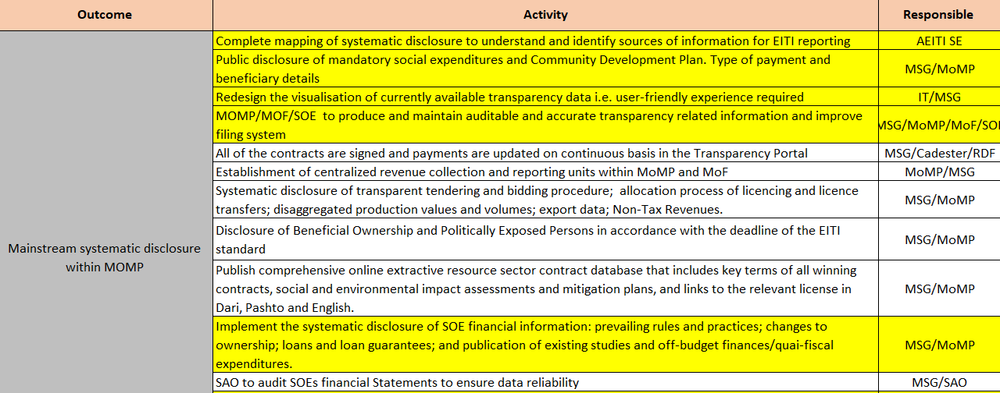 Outcome
Activity
Responsible
Mainstream systematic disclosure
within MOMP
Complete mapping of systematic disclosure to understand and identify sources of information for EITI reporting
AEITI SE
Public disclosure of mandatory social expenditures and Community Development Plan. Type of payment and
beneficiary details
MSG/MoMP
Redesign the visualisation of currently available transparency data i.e. user-friendly experience required
IT/MSG
MOMP/MOF/SOE  to produce and maintain auditable and accurate transparency related information and improve
filing system
MSG/MoMP/MoF/SOE
All of the contracts are signed and payments are updated on continuous basis in the Transparency Portal
MSG/Cadester/RDF
Establishment of centralized revenue collection and reporting units within MoMP and MoF
MoMP/MSG
Systematic disclosure of transparent tendering and bidding procedure;  allocation process of licencing and licence
transfers; disaggregated production values and volumes; export data; Non-Tax Revenues.
MSG/MoMP
Disclosure of Beneficial Ownership and Politically Exposed Persons in accordance with the deadline of the EITI
standard
MSG/MoMP
Publish comprehensive online extractive resource sector contract database that includes key terms of all winning
contracts, social and environmental impact assessments and mitigation plans, and links to the relevant license in
Dari, Pashto and English.
MSG/MoMP
Implement the systematic disclosure of SOE financial information: prevailing rules and practices; changes to
ownership; loans and loan guarantees; and publication of existing studies and off-budget finances/quai-fiscal
expenditures.
MSG/MoMP
SAO to audit SOEs financial Statements to ensure data reliability
MSG/SAO